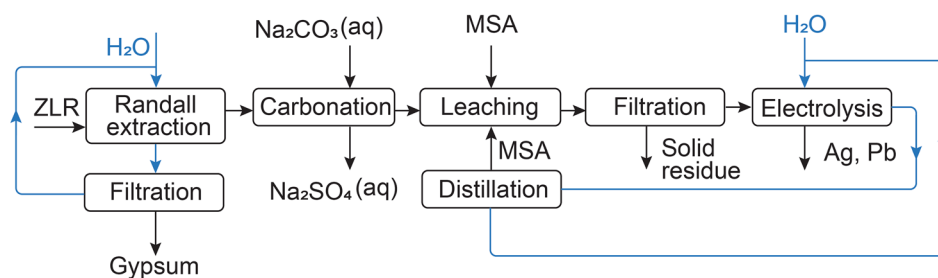 H₂O
Na₂CO₃(aq)
MSA
H₂O
ZLR
Randall
extraction
Carbonation
Leaching
Filtration
Electrolysis
MSA
Solid
residue
Ag, Pb
Filtration
Na₂SO₄(aq)
Distillation
Gypsum